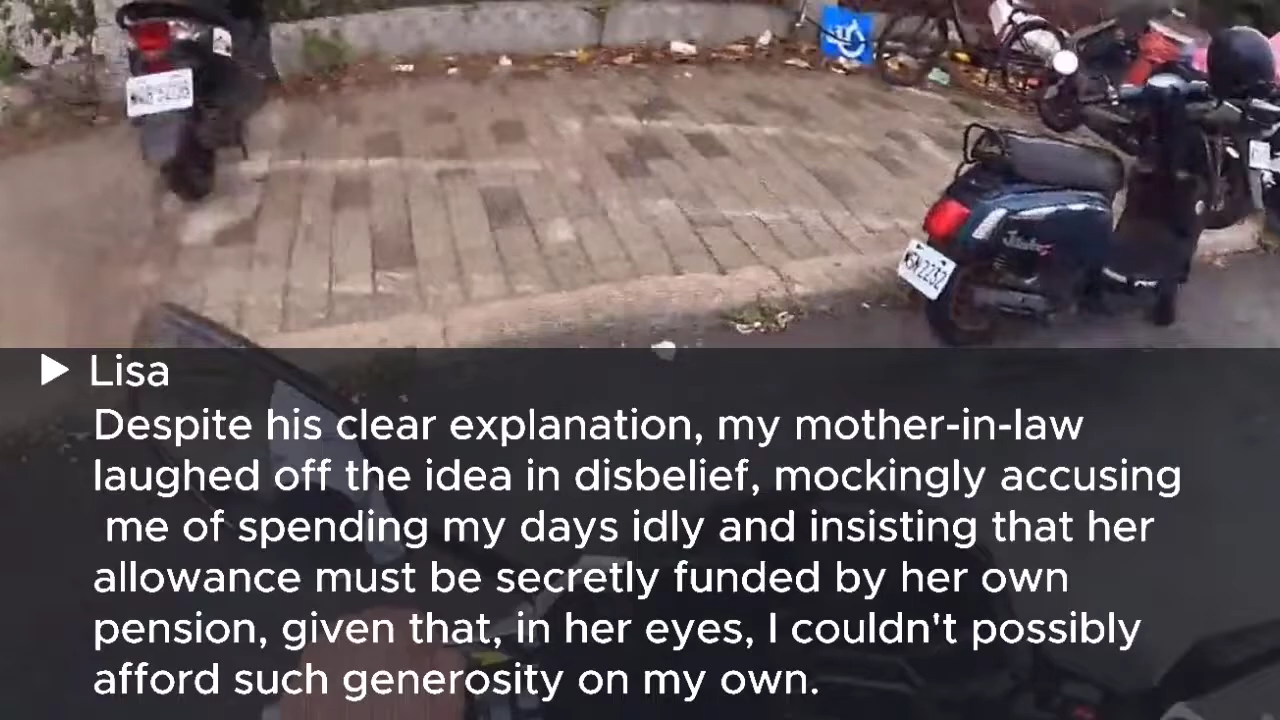 Lisa
Despite his clear explanation, my mother-in-law
laughed off the idea in disbelief, mockingly accusing
me of spending my days idly and insisting that her
allowance must be secretly funded by her own
pension, given that, in her eyes, I couldn't possibly
afford such generosity on my own.